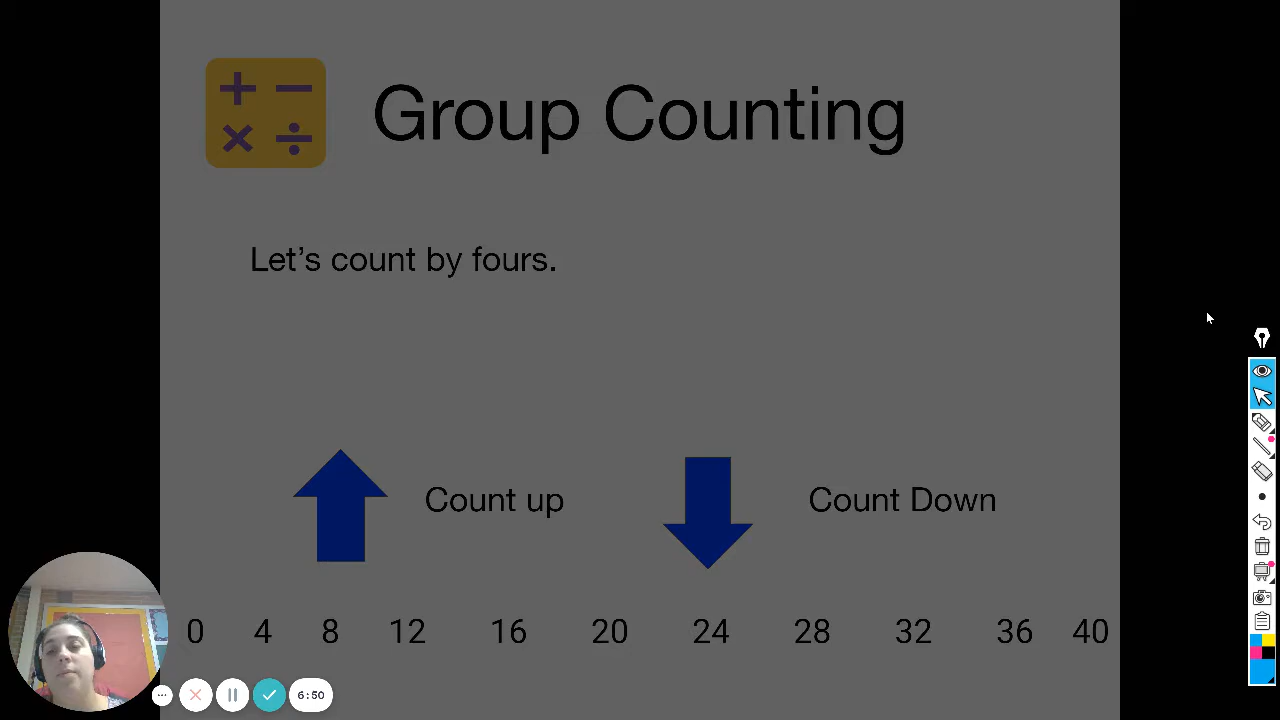 Group Counting
Let’s count by fours.
Count up
Count Down
0 4 8 12 16 20 24 28 32 36 40
6:50